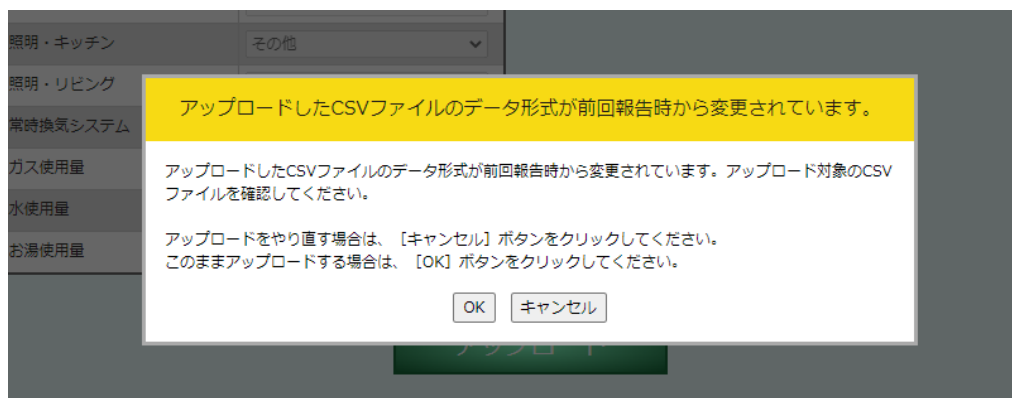 照明・キッチン
その他
照明・リビング
常時換気システム
ガス使用量
水使用量
お湯使用量
アップロードしたCSVファイルのデータ形式が前回報告時から変更されています。
アップロードしたCSVファイルのデータ形式が前回報告時から変更されています。アップロード対象のCSV
ファイルを確認してください。
アップロードをやり直す場合は、［キャンセル］ボタンをクリックしてください。
このままアップロードする場合は、［OK］ボタンをクリックしてください。
OK
キャンセル
アップロード